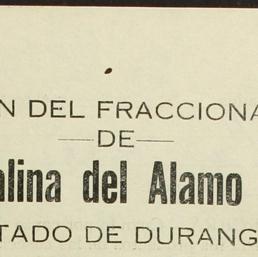 N DEL FRACCIONA
—DE—
alina del Alamo
TADO DE DURANG